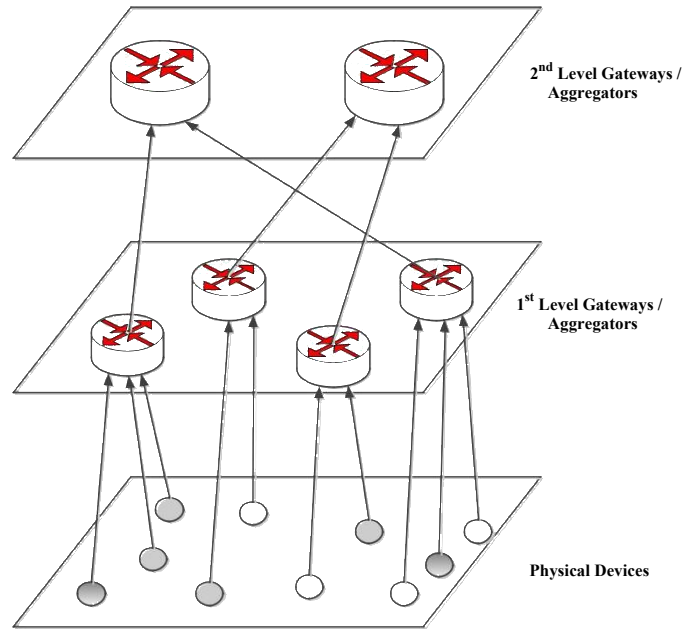 2nd Level Gateways /
Aggregators
1st Level Gateways /
Aggregators
Physical Devices